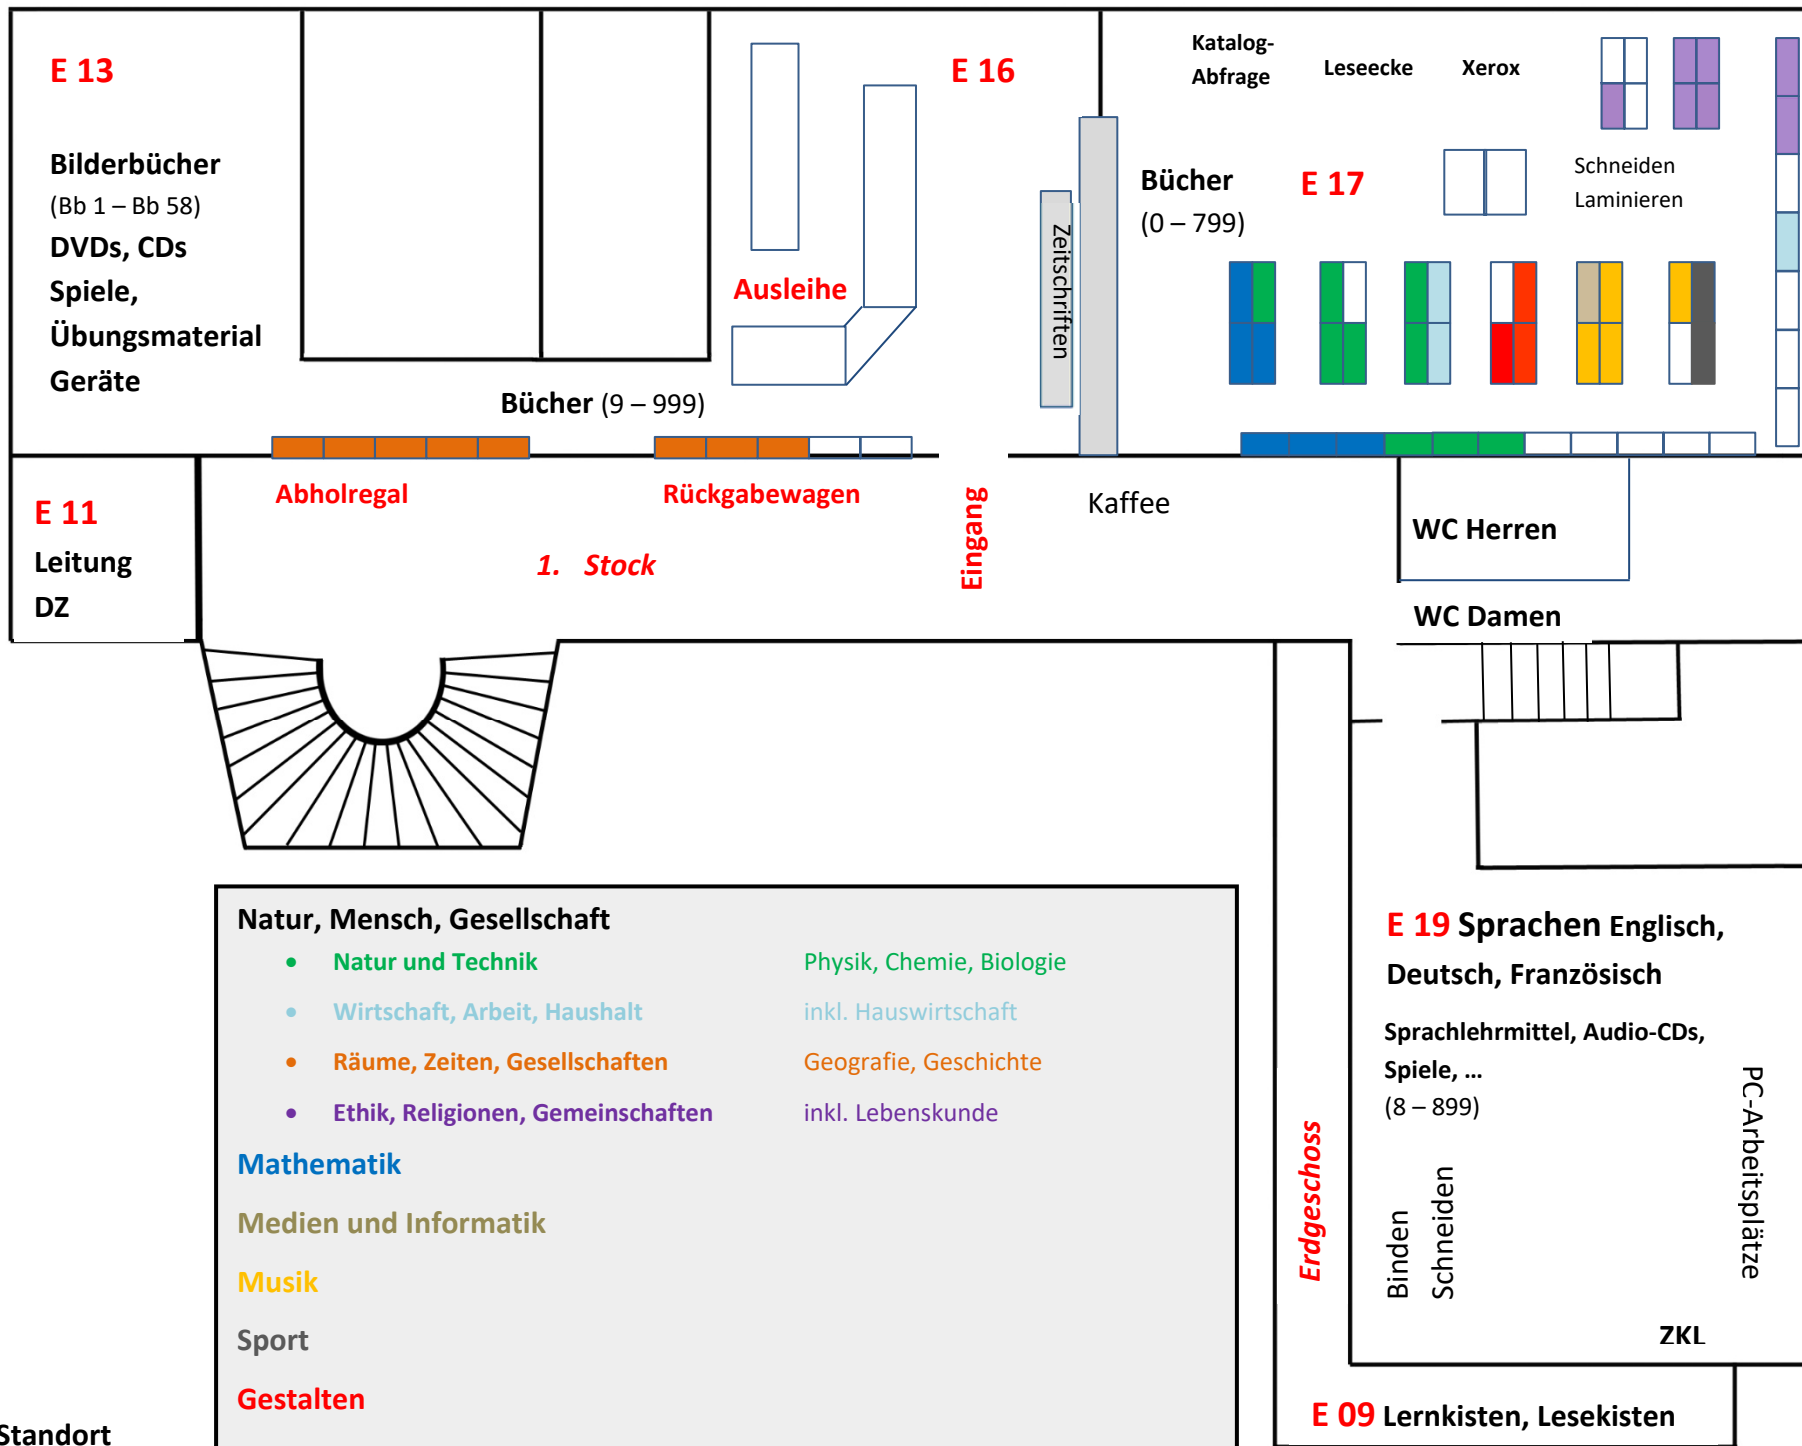 E 13
Bilderbücher
(Bb 1 – Bb 58)
DVDs, CDs
Spiele,
Übungsmaterial
Geräte
E 16
Ausleihe
Bücher (9 – 999)
Zeitschriften
Katalog-
Abfrage
Leseecke
Xerox
Bücher
(0 – 799)
E 17
Schneiden
Laminieren
E 11
Leitung
DZ
Abholregal
Rückgabewagen
1. Stock
Eingang
Kaffee
WC Herren
WC Damen
Natur, Mensch, Gesellschaft
• Natur und Technik Physik, Chemie, Biologie
• Wirtschaft, Arbeit, Haushalt inkl. Hauswirtschaft
• Räume, Zeiten, Gesellschaften Geografie, Geschichte
• Ethik, Religionen, Gemeinschaften inkl. Lebenskunde
Mathematik
Medien und Informatik
Musik
Sport
Gestalten
Erdgeschoss
E 19 Sprachen Englisch,
Deutsch, Französisch
Sprachlehrmittel, Audio-CDs,
Spiele, ...
(8 – 899)
Binden
Schneiden
PC-Arbeitsplätze
ZKL
E 09 Lernkisten, Lesekisten
Standort